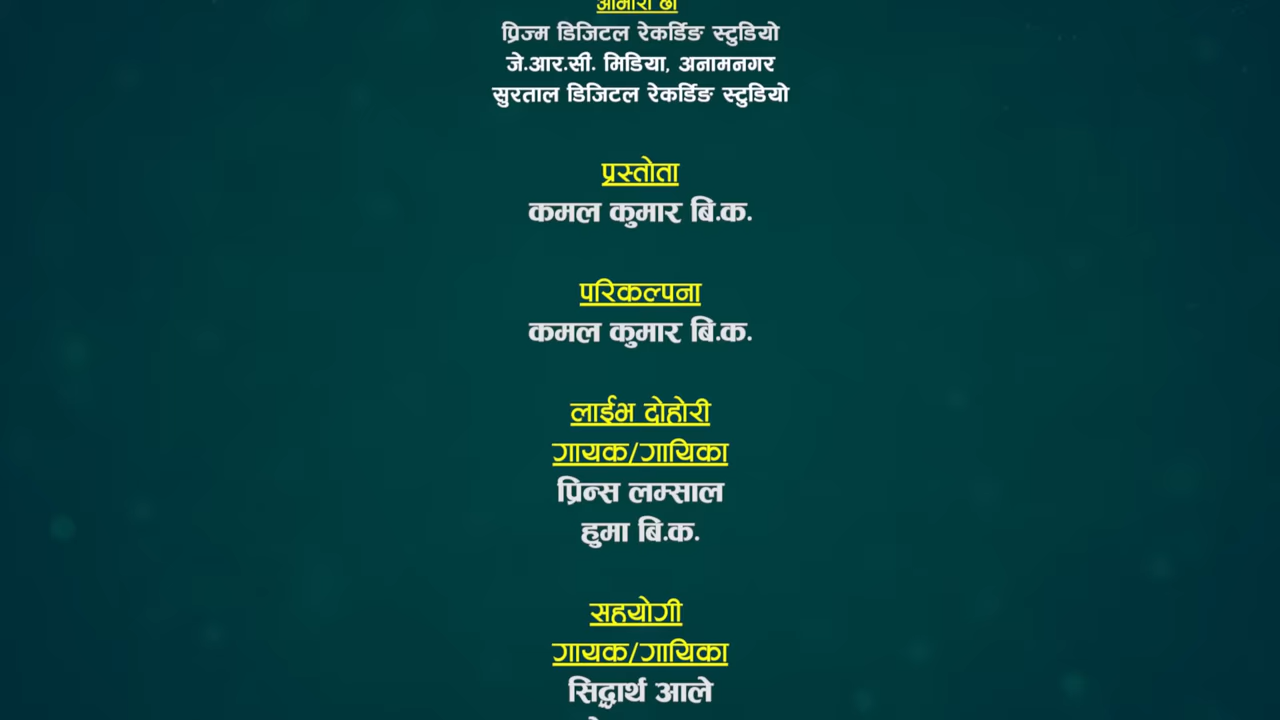 आभारी छौं
प्रिज्म डिजिटल रेकर्डिङ स्टुडियो
जे.आर.सी. मिडिया, अनामनगर
सुरताल डिजिटल रेकर्डिङ स्टुडियो
प्रस्तोता
कमल कुमार बि.क.
परिकल्पना
कमल कुमार बि.क.
लाईभ दोहोरी
गायक/गायिका
प्रिन्स लम्साल
हुमा बि.क.
सहयोगी
गायक/गायिका
सिद्धार्थ आले